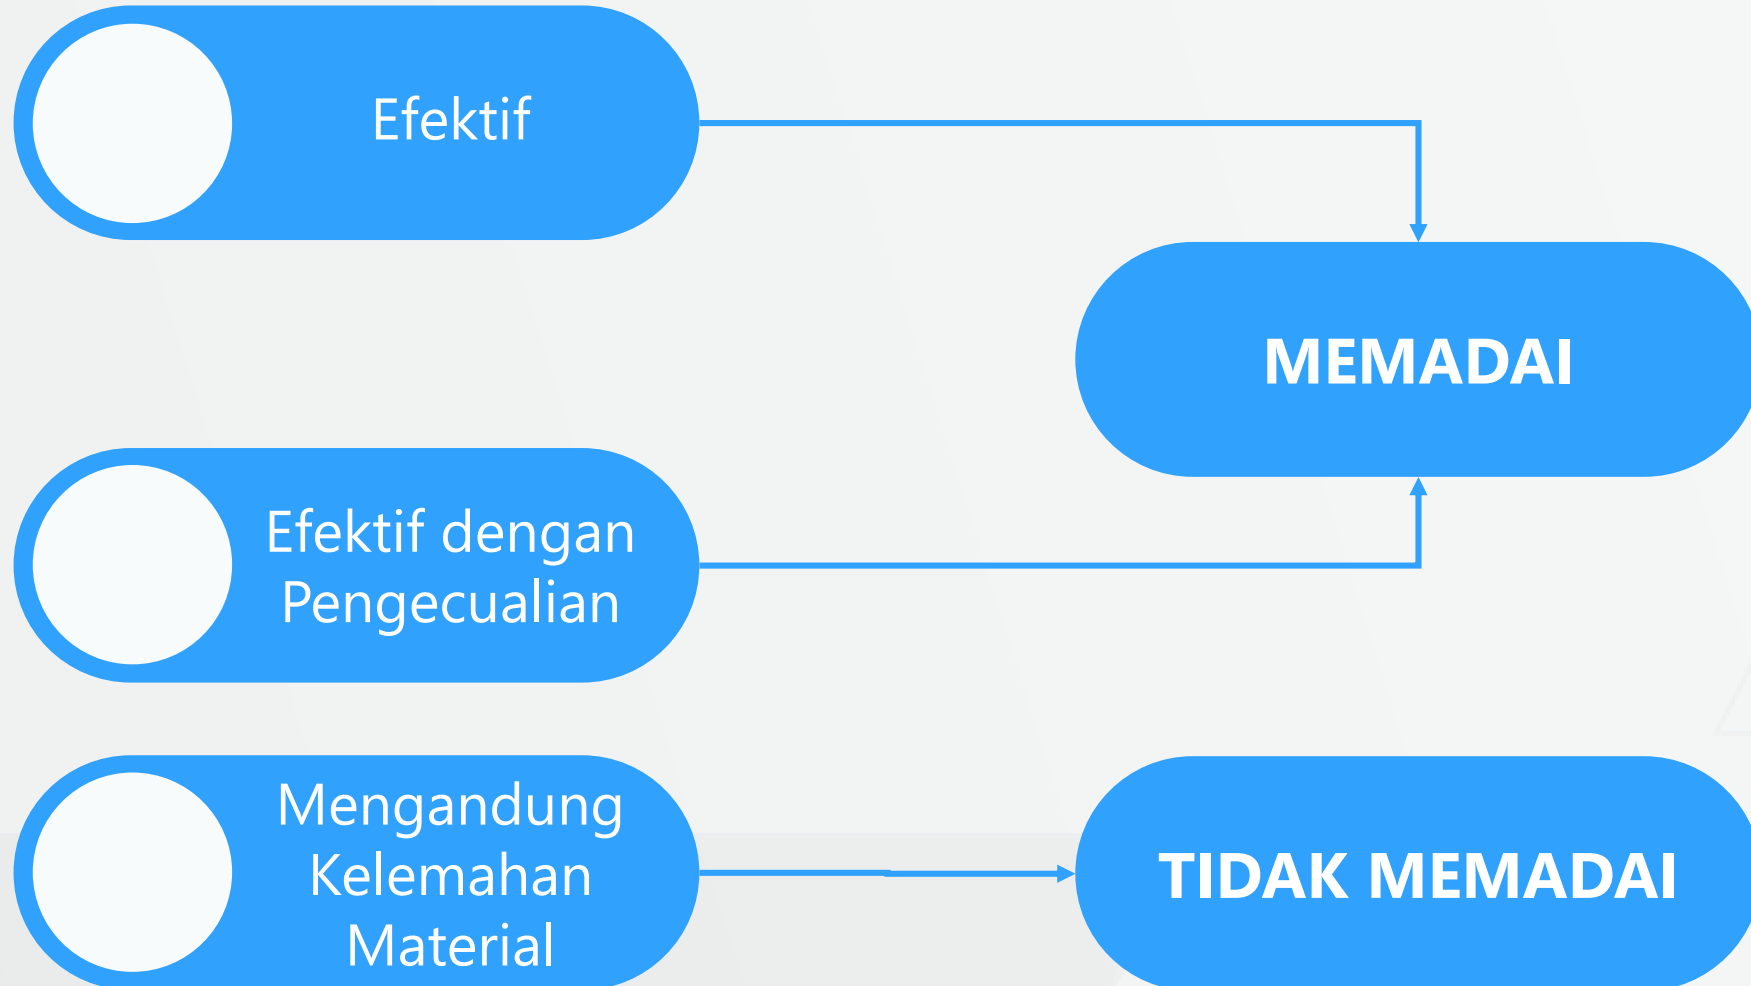 Efektif
MEMADAI
Efektif dengan
Pengecualian
Mengandung
Kelemahan
Material
TIDAK MEMADAI